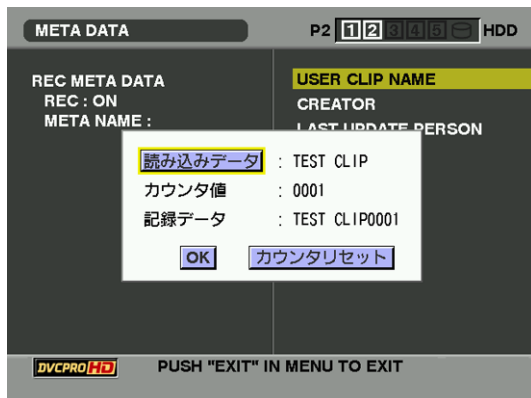 META DATA
P2 1 2 3 4 5 HDD
REC META DATA
REC : ON
META NAME :
USER CLIP NAME
CREATOR
LAST UPDATE PERSON
読み込みデータ : TEST CLIP
カウンタ値 : 0001
記録データ : TEST CLIP0001
OK カウンタリセット
DVCPRO HD PUSH "EXIT" IN MENU TO EXIT